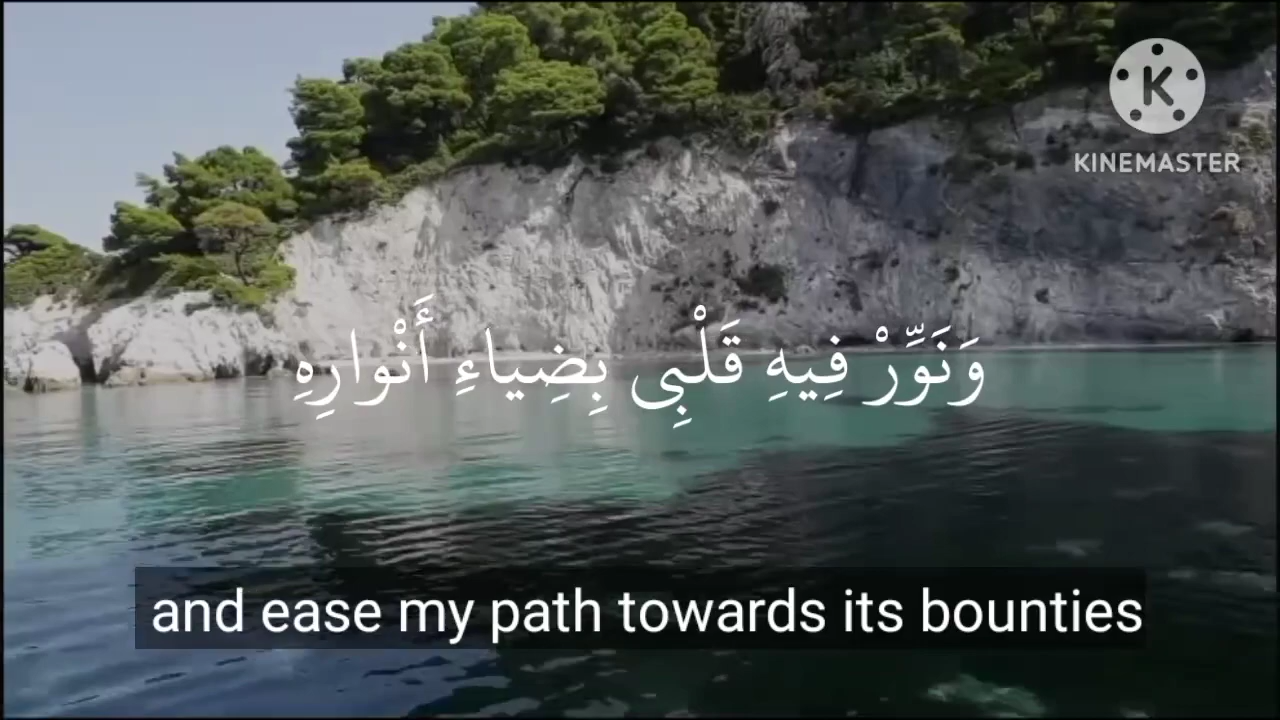 K
KINEMASTER
وَنَوِّرْ فِيهِ قَلْبِى بِضِياءِ أَنْوارِهِ
and ease my path towards its bounties